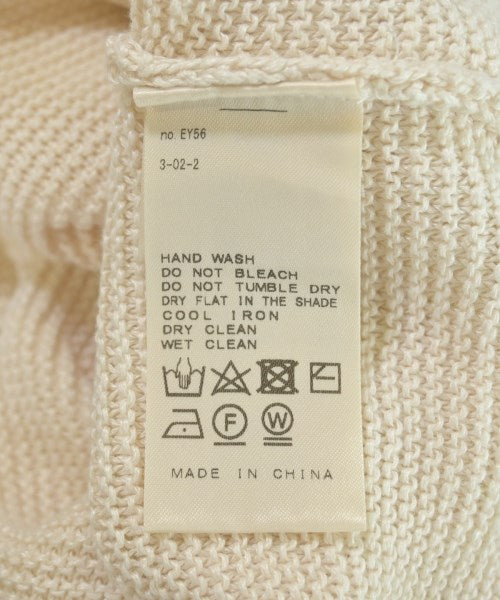 no. EY56
3-02-2
HAND WASH
DO NOT BLEACH
DO NOT TUMBLE DRY
DRY FLAT IN THE SHADE
COOL IRON
DRY CLEAN
WET CLEAN
F W
MADE IN CHINA